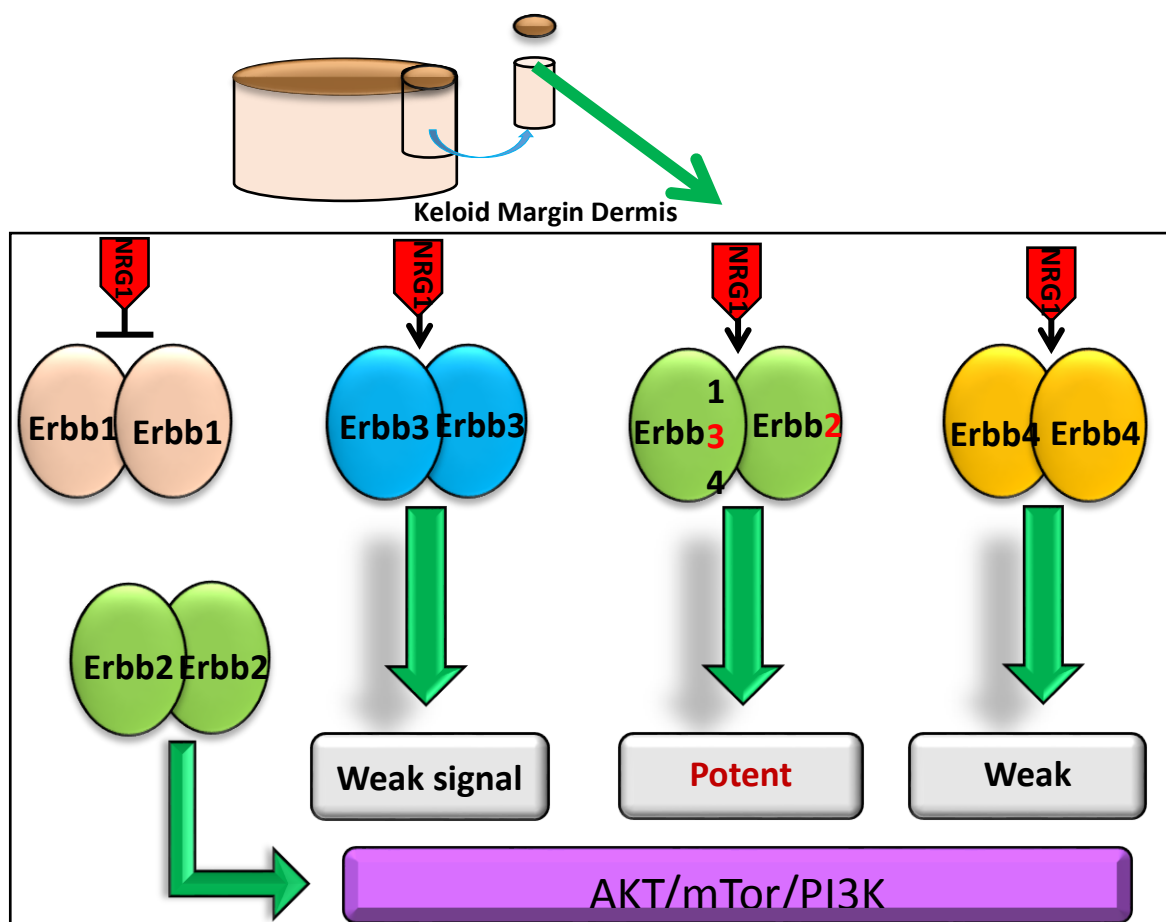 Keloid Margin Dermis
NRG1
NRG1
NRG1
NRG1
Erbb1
Erbb1
Erbb3
Erbb3
1
Erbb3
4
Erbb2
Erbb4
Erbb4
Erbb2
Erbb2
Weak signal
Potent
Weak
AKT/mTor/PI3K